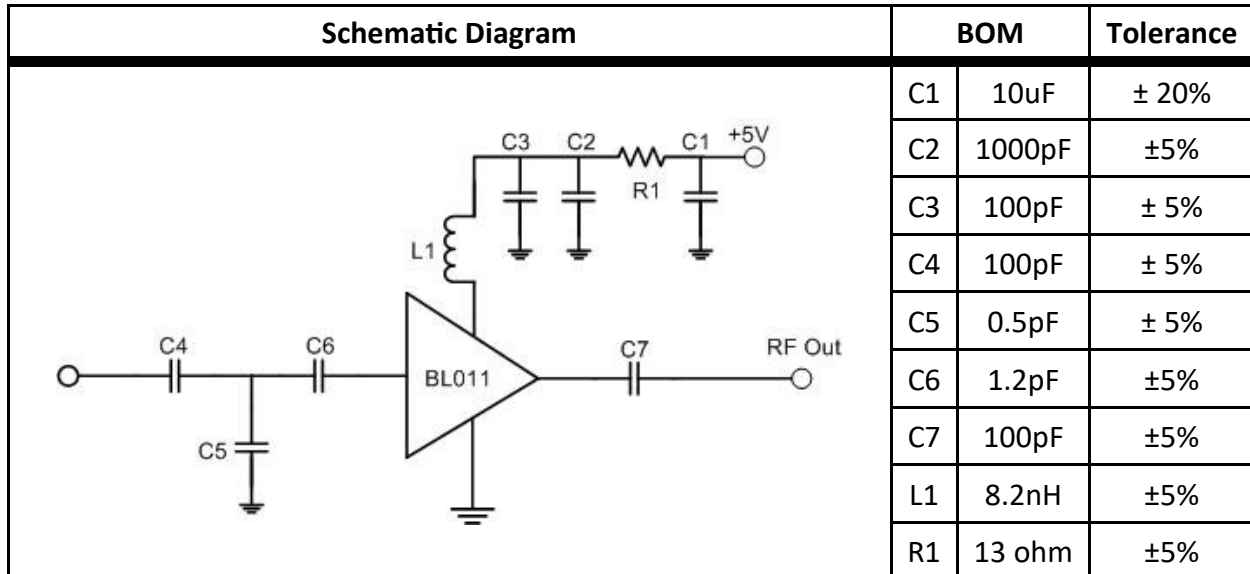 Schematic Diagram BOM Tolerance
C1 10uF ± 20%
C2 1000pF ±5%
C3 100pF ± 5%
C4 100pF ± 5%
C5 0.5pF ± 5%
C6 1.2pF ±5%
C7 100pF ±5%
L1 8.2nH ±5%
R1 13 ohm ±5%
C3 C2 C1 +5V
R1
L1
C4 C6 C7 RF Out
BL011
C5